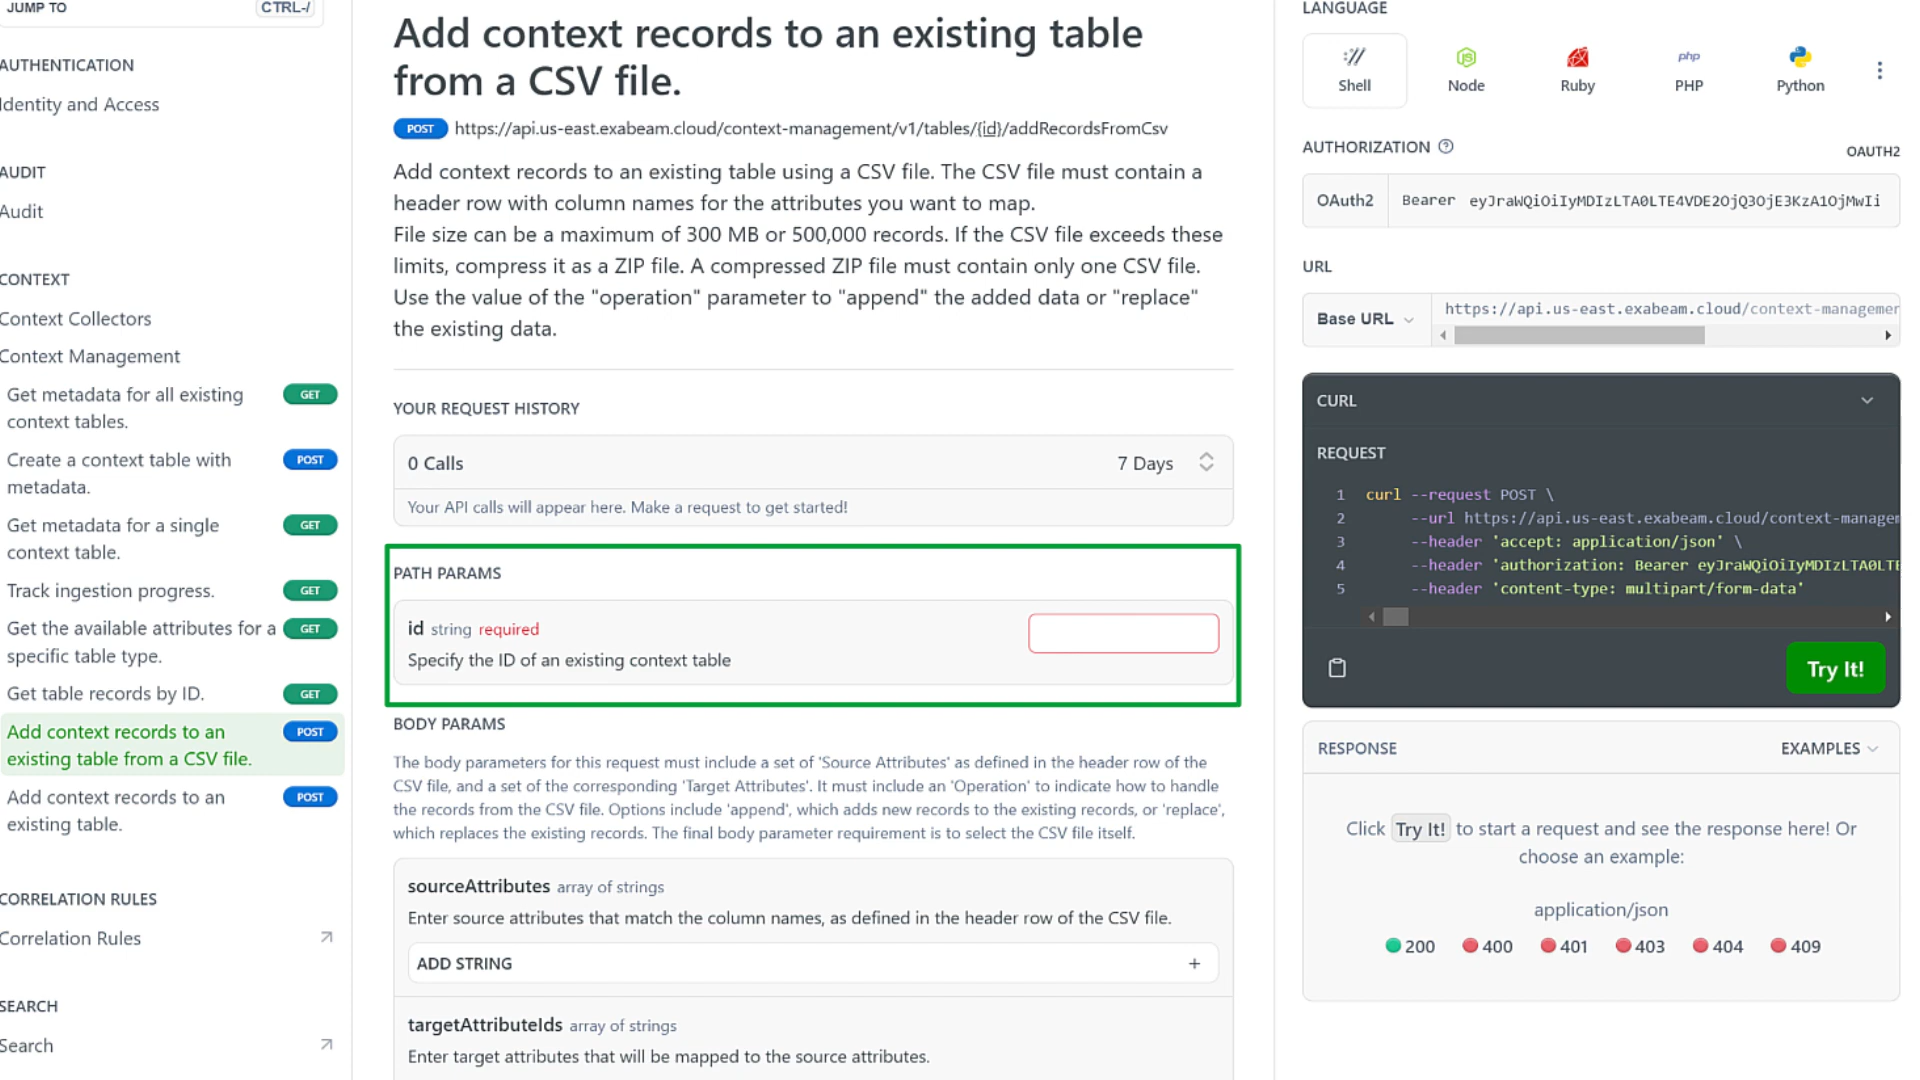 JUMP TO CTRL-/
AUTHENTICATION
Identity and Access
AUDIT
Audit
CONTEXT
Context Collectors
Context Management
Get metadata for all existing GET
context tables.
Create a context table with POST
metadata.
Get metadata for a single GET
context table.
Track ingestion progress. GET
Get the available attributes for a GET
specific table type.
Get table records by ID. GET
Add context records to an POST
existing table from a CSV file.
Add context records to an POST
existing table.
CORRELATION RULES
Correlation Rules
SEARCH
Search
Add context records to an existing table
from a CSV file.
POST https://api.us-east.exabeam.cloud/context-management/v1/tables/{id}/addRecordsFromCsv
Add context records to an existing table using a CSV file. The CSV file must contain a
header row with column names for the attributes you want to map.
File size can be a maximum of 300 MB or 500,000 records. If the CSV file exceeds these
limits, compress it as a ZIP file. A compressed ZIP file must contain only one CSV file.
Use the value of the "operation" parameter to "append" the added data or "replace"
the existing data.
YOUR REQUEST HISTORY
0 Calls 7 Days
Your API calls will appear here. Make a request to get started!
PATH PARAMS
id string required
Specify the ID of an existing context table
BODY PARAMS
The body parameters for this request must include a set of 'Source Attributes' as defined in the header row of the
CSV file, and a set of the corresponding 'Target Attributes'. It must include an 'Operation' to indicate how to handle
the records from the CSV file. Options include 'append', which adds new records to the existing records, or 'replace',
which replaces the existing records. The final body parameter requirement is to select the CSV file itself.
sourceAttributes array of strings
Enter source attributes that match the column names, as defined in the header row of the CSV file.
ADD STRING +
targetAttributeIds array of strings
Enter target attributes that will be mapped to the source attributes.
LANGUAGE
Shell Node php Ruby PHP Python
AUTHORIZATION OAUTH2
OAuth2 Bearer eyJraWQiOiIyMDIzLTA0LTE4VDE2OjQ3OjE3KzA1OjMwIi
URL
Base URL https://api.us-east.exabeam.cloud/context-managemen
CURL
REQUEST
1 curl --request POST \
2 --url https://api.us-east.exabeam.cloud/context-managem
3 --header 'accept: application/json' \
4 --header 'authorization: Bearer eyJraWQiOiIyMDIzLTA0LTE
5 --header 'content-type: multipart/form-data'
Try It!
RESPONSE EXAMPLES
Click Try It! to start a request and see the response here! Or
choose an example:
application/json
200 400 401 403 404 409